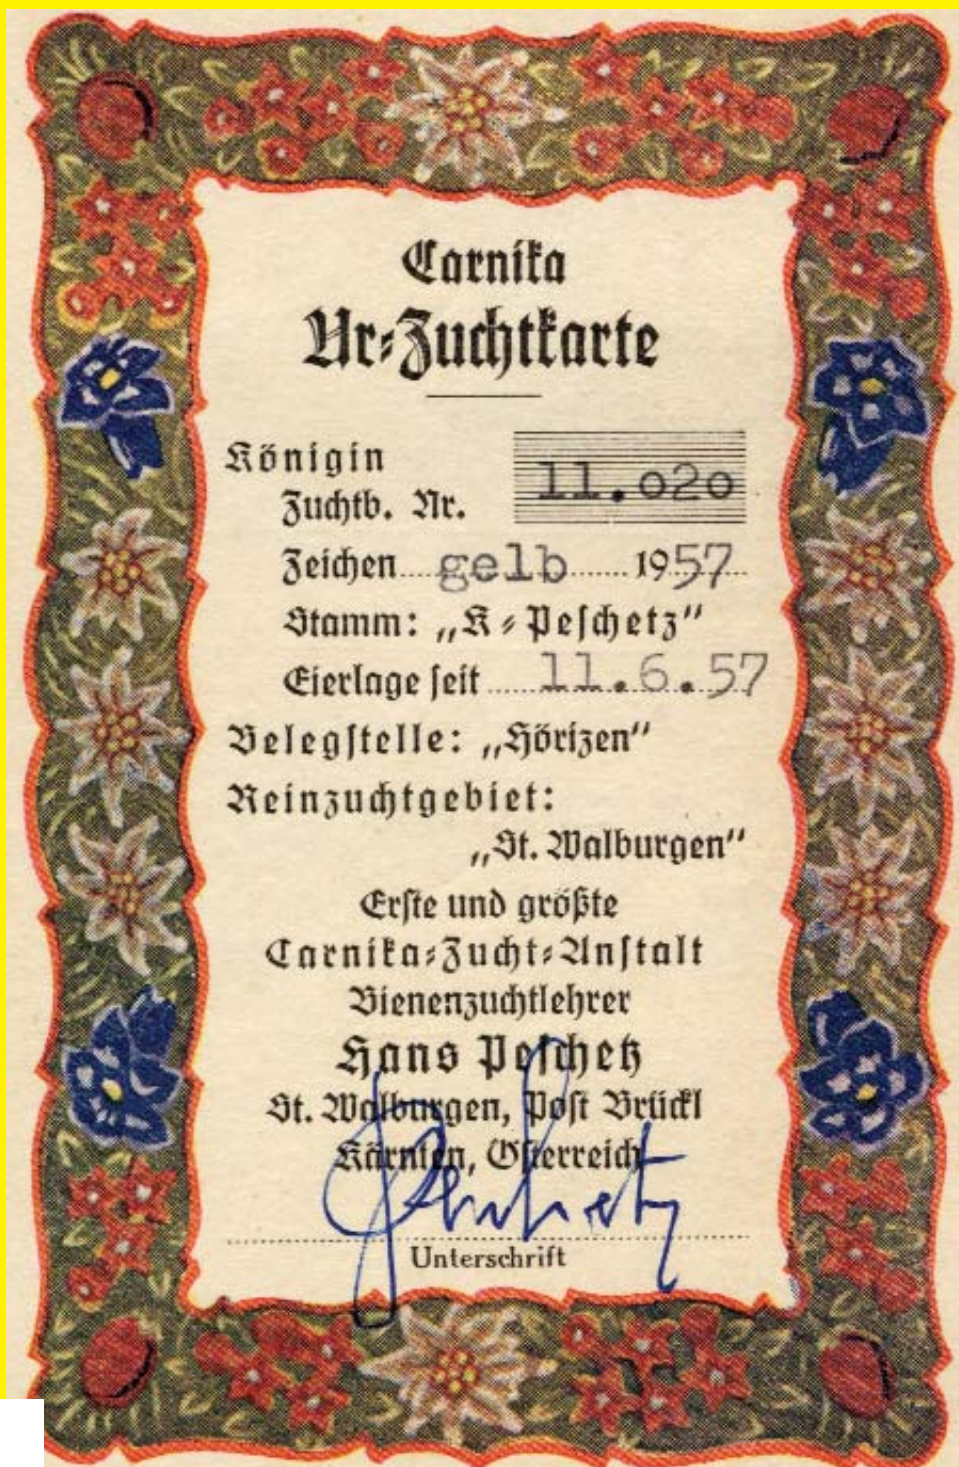 Carnika
Ur-Zuchtkarte
Königin
Zuchtb. Nr. 11.020
Zeichen gelb 1957
Stamm: „K-Peschetz“
Eierlage seit 11.6.57
Belegstelle: „Hörizen“
Reinzuchtgebiet:
„St. Walburgen“
Erste und größte
Carnika-Zucht-Anstalt
Bienenzuchtlehrer
Hans Peschetz
St. Walburgen, Post Brückl
Kärnten, Österreich
Peschetz
Unterschrift